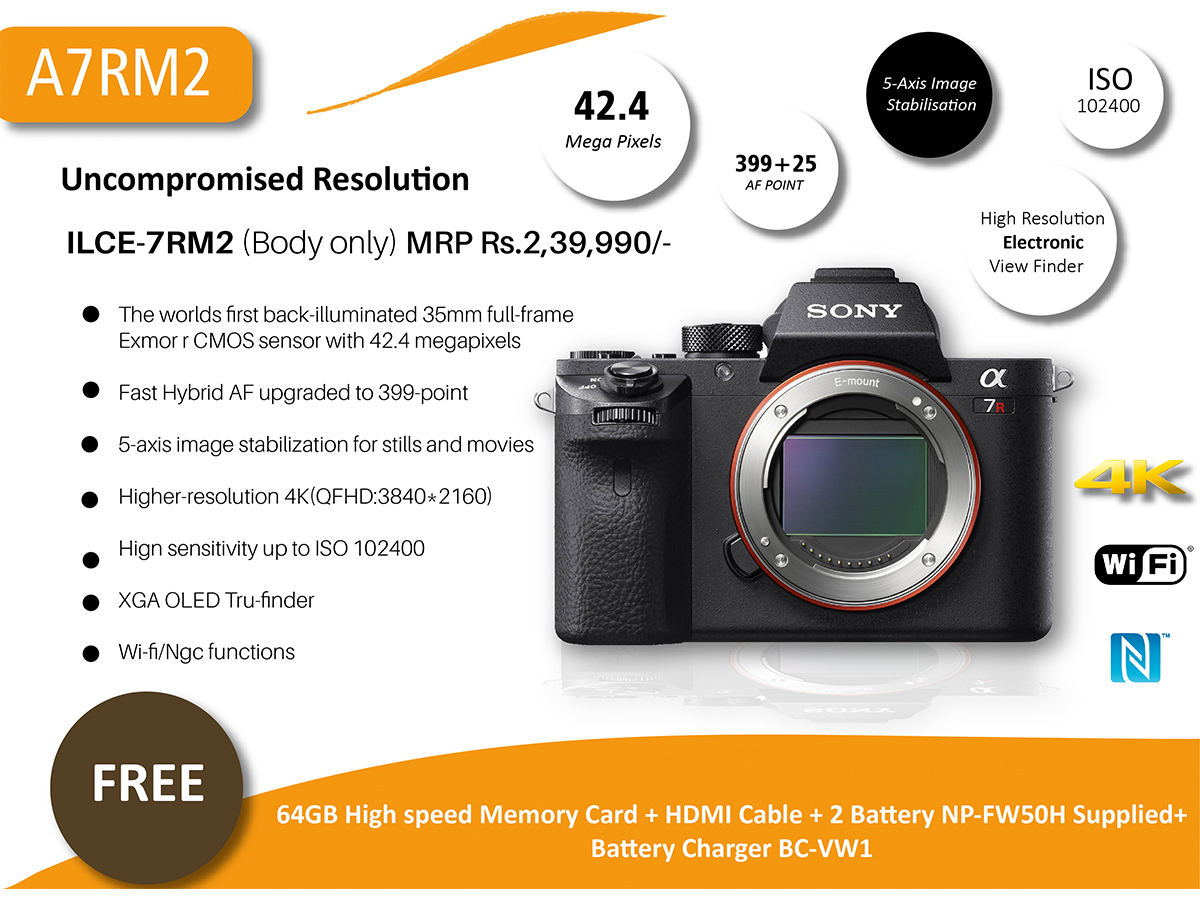 A7RM2
42.4
Mega Pixels
399+25
AF POINT
5-Axis Image
Stabilisation
ISO
102400
High Resolution
Electronic
View Finder
Uncompromised Resolution
ILCE-7RM2 (Body only) MRP Rs.2,39,990/-
The worlds first back-illuminated 35mm full-frame
Exmor r CMOS sensor with 42.4 megapixels
Fast Hybrid AF upgraded to 399-point
5-axis image stabilization for stills and movies
Higher-resolution 4K(QFHD:3840*2160)
Hign sensitivity up to ISO 102400
XGA OLED Tru-finder
Wi-fi/Ngc functions
SONY
E-mount
α
7R
OFF
ON
4K
Wi Fi®
N™
FREE
64GB High speed Memory Card + HDMI Cable + 2 Battery NP-FW50H Supplied+
Battery Charger BC-VW1